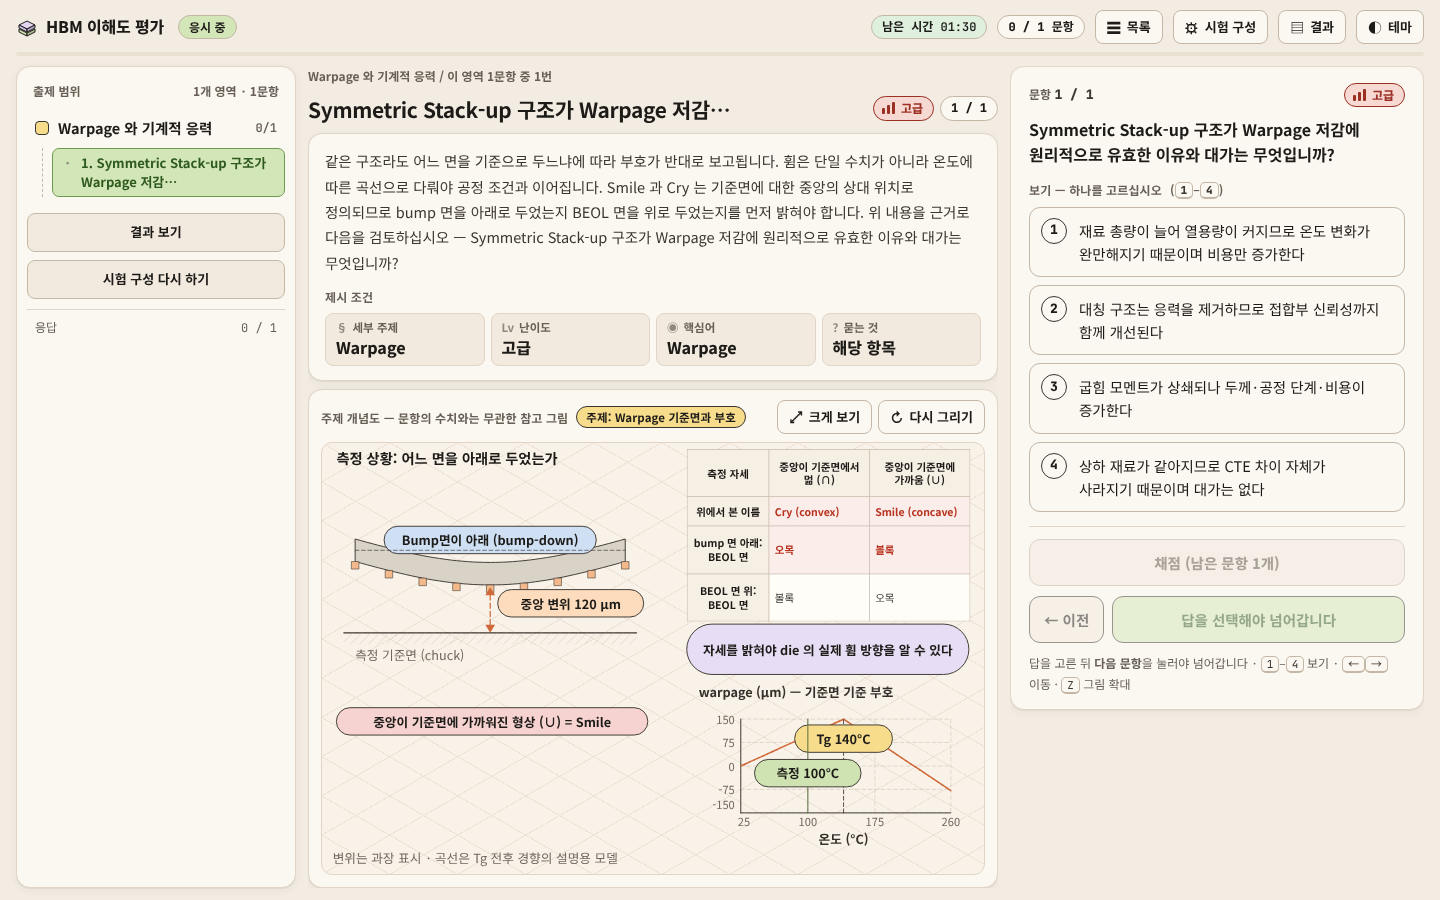 HBM 이해도 평가
응시 중
남은 시간 01:30
0 / 1 문항
목록
시험 구성
결과
테마
출제 범위
1개 영역 · 1문항
Warpage 와 기계적 응력
0/1
· 1. Symmetric Stack-up 구조가
Warpage 저감…
결과 보기
시험 구성 다시 하기
응답
0 / 1
Warpage 와 기계적 응력 / 이 영역 1문항 중 1번
Symmetric Stack-up 구조가 Warpage 저감…
고급
1 / 1
같은 구조라도 어느 면을 기준으로 두느냐에 따라 부호가 반대로 보고됩니다. 휨은 단일 수치가 아니라 온도에
따른 곡선으로 다뤄야 공정 조건과 이어집니다. Smile 과 Cry 는 기준면에 대한 중앙의 상대 위치로
정의되므로 bump 면을 아래로 두었는지 BEOL 면을 위로 두었는지를 먼저 밝혀야 합니다. 위 내용을 근거로
다음을 검토하십시오 — Symmetric Stack-up 구조가 Warpage 저감에 원리적으로 유효한 이유와 대가는
무엇입니까?
제시 조건
§ 세부 주제
Warpage
Lv 난이도
고급
◉ 핵심어
Warpage
? 묻는 것
해당 항목
주제 개념도 — 문항의 수치와는 무관한 참고 그림
주제: Warpage 기준면과 부호
크게 보기
다시 그리기
측정 상황: 어느 면을 아래로 두었는가
Bump면이 아래 (bump-down)
중앙 변위 120 μm
측정 기준면 (chuck)
중앙이 기준면에 가까워진 형상 (∪) = Smile
변위는 과장 표시 · 곡선은 Tg 전후 경향의 설명용 모델
측정 자세
중앙이 기준면에서
멂 (∩)
중앙이 기준면에
가까움 (∪)
위에서 본 이름
Cry (convex)
Smile (concave)
bump 면 아래:
BEOL 면
오목
볼록
BEOL 면 위:
BEOL 면
볼록
오목
자세를 밝혀야 die 의 실제 휨 방향을 알 수 있다
warpage (μm) — 기준면 기준 부호
150
75
0
-75
-150
Tg 140°C
측정 100°C
25
100
175
260
온도 (°C)
문항 1 / 1
고급
Symmetric Stack-up 구조가 Warpage 저감에
원리적으로 유효한 이유와 대가는 무엇입니까?
보기 — 하나를 고르십시오 (1–4)
1 재료 총량이 늘어 열용량이 커지므로 온도 변화가
완만해지기 때문이며 비용만 증가한다
2 대칭 구조는 응력을 제거하므로 접합부 신뢰성까지
함께 개선된다
3 굽힘 모멘트가 상쇄되나 두께·공정 단계·비용이
증가한다
4 상하 재료가 같아지므로 CTE 차이 자체가
사라지기 때문이며 대가는 없다
채점 (남은 문항 1개)
← 이전
답을 선택해야 넘어갑니다
답을 고른 뒤 다음 문항을 눌러야 넘어갑니다 · 1–4 보기 · ← →
이동 · Z 그림 확대